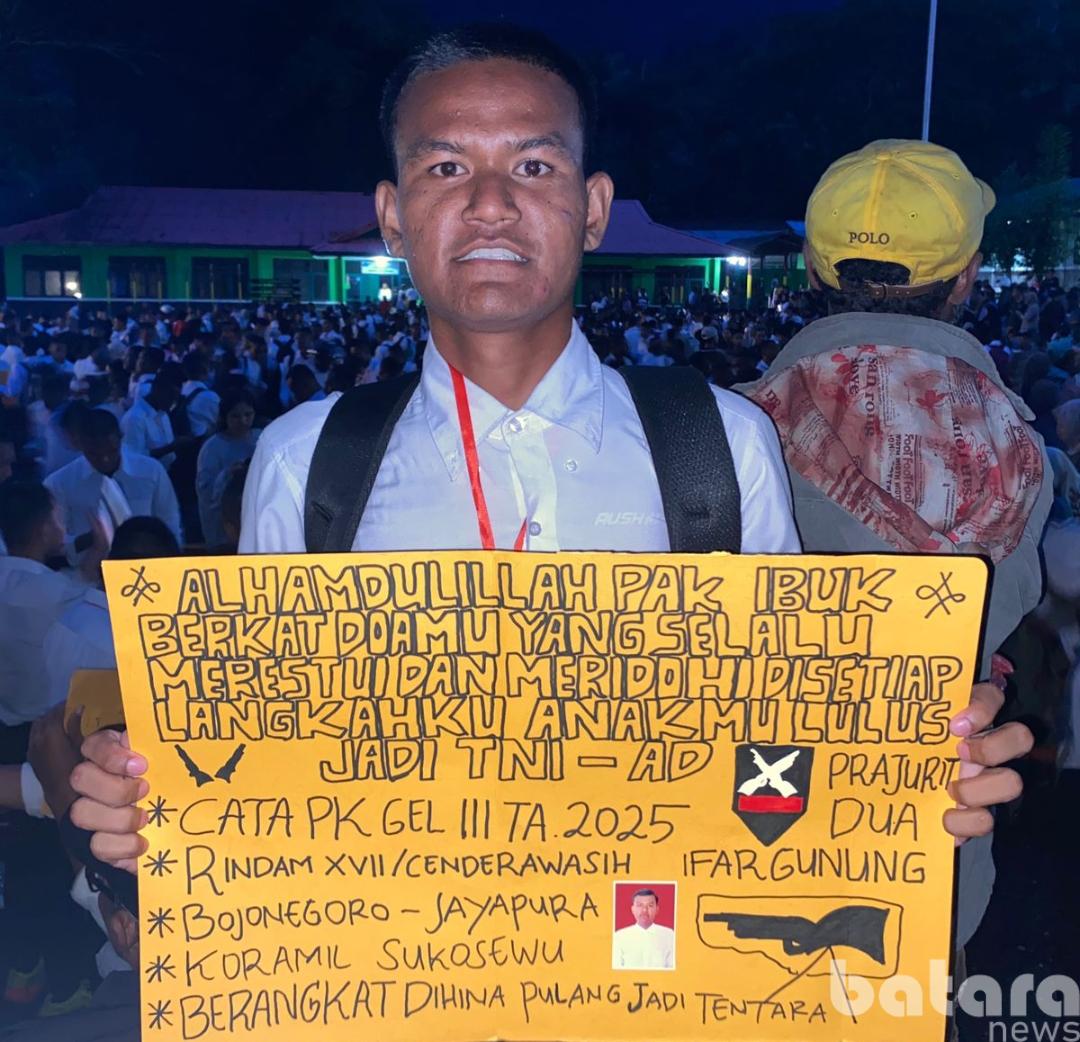 POLO
RUSH
ALHAMDULILLAH PAK IBUK
BERKAT DOAMU YANG SELALU
MERESTUI DAN MERIDOHI DISETIAP
LANGKAHKU ANAKMU LULUS
JADI TNI - AD
PRAJURIT
DUA
* CATA PK GEL III TA. 2025
* RINDAM XVII/CENDERAWASIH IFAR GUNUNG
* BOJONEGORO - JAYAPURA
* KORAMIL SUKOSEWU
* BERANGKAT DIHINA PULANG JADI TENTARA
batara
news